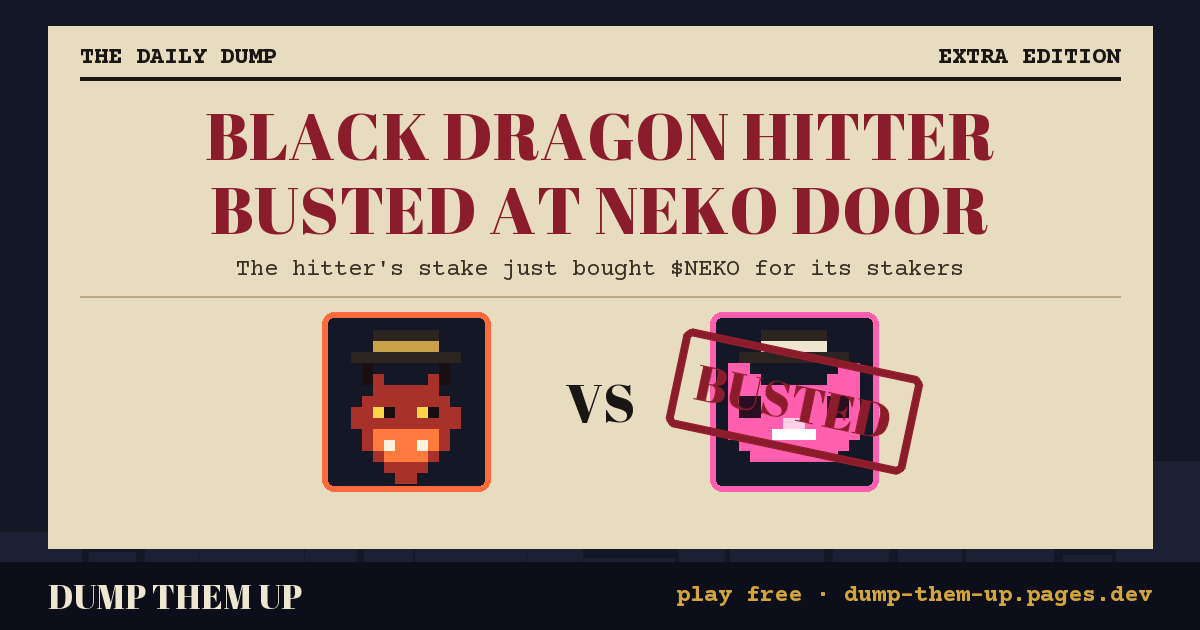 THE DAILY DUMP
EXTRA EDITION
BLACK DRAGON HITTER
BUSTED AT NEKO DOOR
The hitter's stake just bought $NEKO for its stakers
VS
BUSTED
DUMP THEM UP
play free · dump-them-up.pages.dev